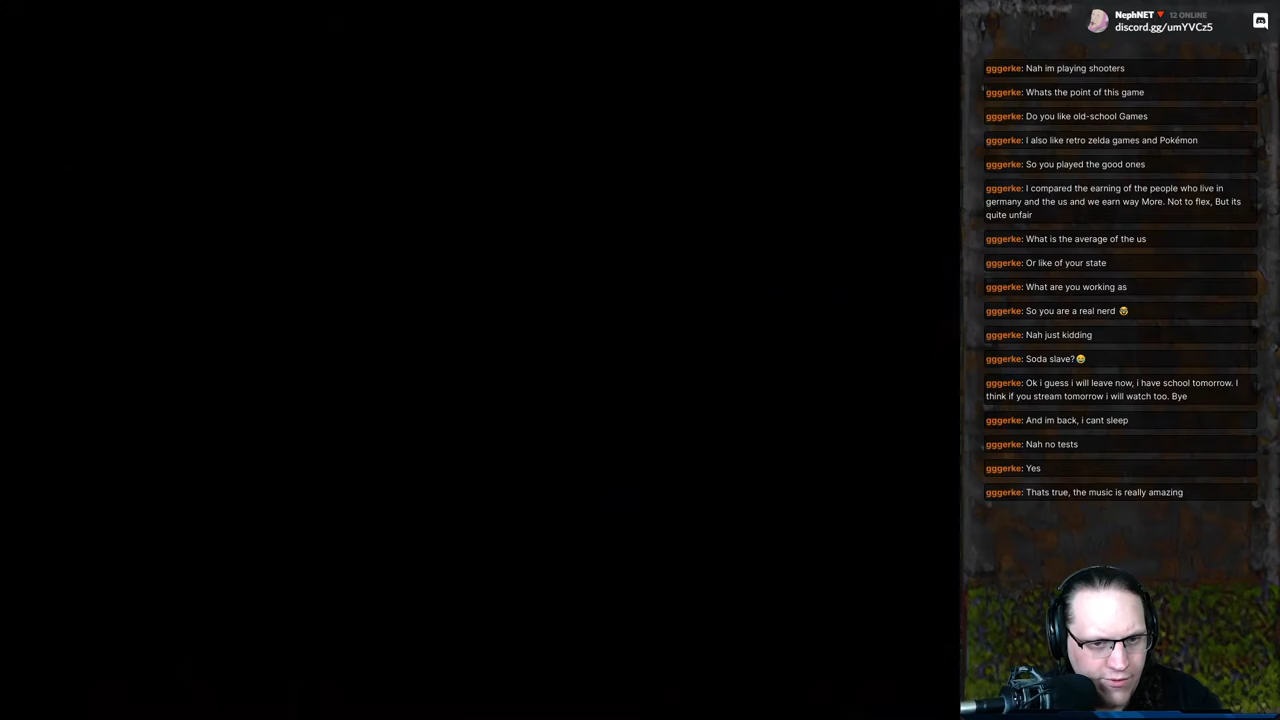 NephNET 12 ONLINE
discord.gg/umYVCz5
gggerke: Nah im playing shooters
gggerke: Whats the point of this game
gggerke: Do you like old-school Games
gggerke: I also like retro zelda games and Pokémon
gggerke: So you played the good ones
gggerke: I compared the earning of the people who live in
germany and the us and we earn way More. Not to flex, But its
quite unfair
gggerke: What is the average of the us
gggerke: Or like of your state
gggerke: What are you working as
gggerke: So you are a real nerd 🤓
gggerke: Nah just kidding
gggerke: Soda slave?😅
gggerke: Ok i guess i will leave now, i have school tomorrow. I
think if you stream tomorrow i will watch too. Bye
gggerke: And im back, i cant sleep
gggerke: Nah no tests
gggerke: Yes
gggerke: Thats true, the music is really amazing